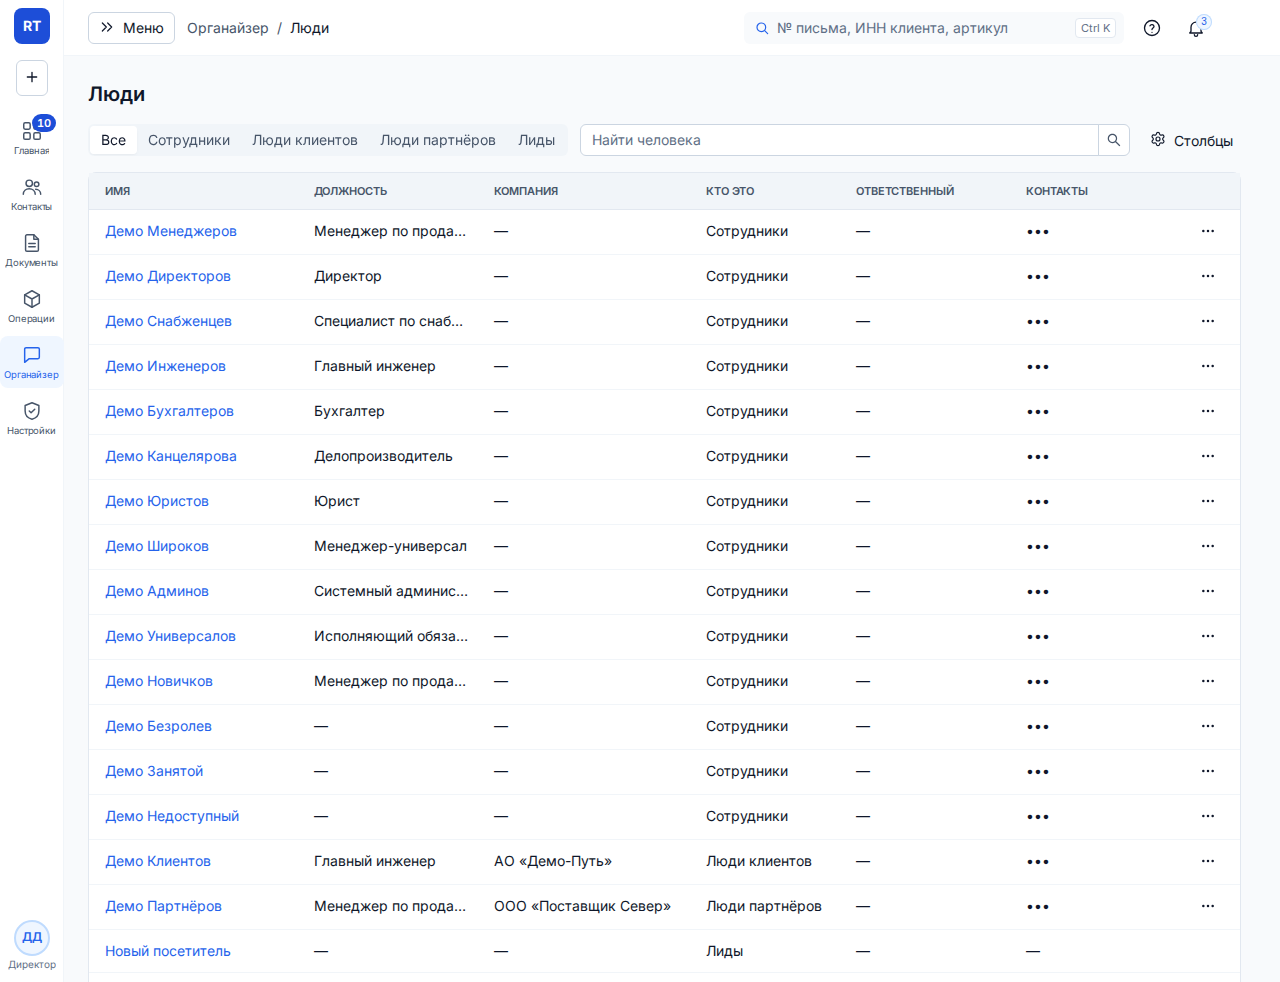 RT
Меню
Органайзер / Люди
№ письма, ИНН клиента, артикул
Ctrl K
3
10
Главная
Контакты
Документы
Операции
Органайзер
Настройки
ДД
Директор
Люди
Все Сотрудники Люди клиентов Люди партнёров Лиды
Найти человека
Столбцы
ИМЯ ДОЛЖНОСТЬ КОМПАНИЯ КТО ЭТО ОТВЕТСТВЕННЫЙ КОНТАКТЫ
Демо Менеджеров Менеджер по прода... — Сотрудники — •••
Демо Директоров Директор — Сотрудники — •••
Демо Снабженцев Специалист по снаб... — Сотрудники — •••
Демо Инженеров Главный инженер — Сотрудники — •••
Демо Бухгалтеров Бухгалтер — Сотрудники — •••
Демо Канцелярова Делопроизводитель — Сотрудники — •••
Демо Юристов Юрист — Сотрудники — •••
Демо Широков Менеджер-универсал — Сотрудники — •••
Демо Админов Системный админис... — Сотрудники — •••
Демо Универсалов Исполняющий обяза... — Сотрудники — •••
Демо Новичков Менеджер по прода... — Сотрудники — •••
Демо Безролев — — Сотрудники — •••
Демо Занятой — — Сотрудники — •••
Демо Недоступный — — Сотрудники — •••
Демо Клиентов Главный инженер АО «Демо-Путь» Люди клиентов — •••
Демо Партнёров Менеджер по прода... ООО «Поставщик Север» Люди партнёров — •••
Новый посетитель — — Лиды — —